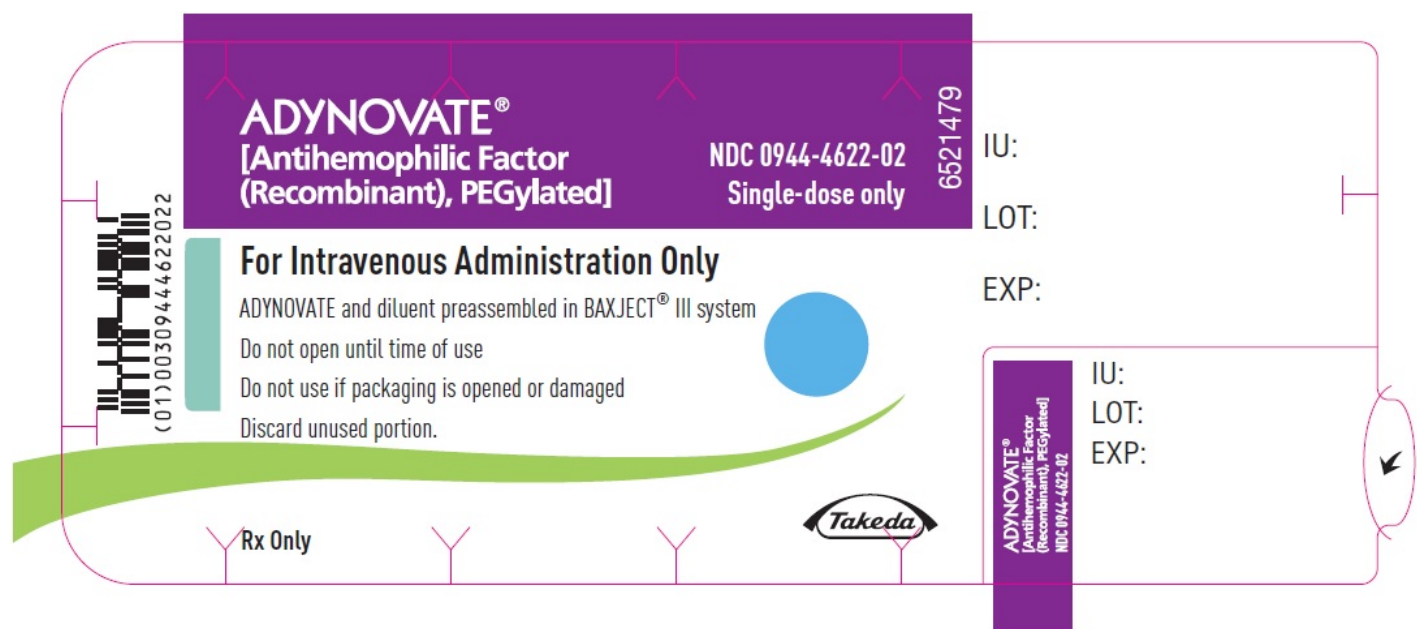 ADYNOVATE®
[Antihemophilic Factor
(Recombinant), PEGylated]
NDC 0944-4622-02
Single-dose only
6521479
(01)00309444622022
For Intravenous Administration Only
ADYNOVATE and diluent preassembled in BAXJECT® III system
Do not open until time of use
Do not use if packaging is opened or damaged
Discard unused portion.
Rx Only
Takeda
IU:
LOT:
EXP:
ADYNOVATE®
[Antihemophilic Factor
(Recombinant), PEGylated]
NDC 0944-4622-02
IU:
LOT:
EXP: